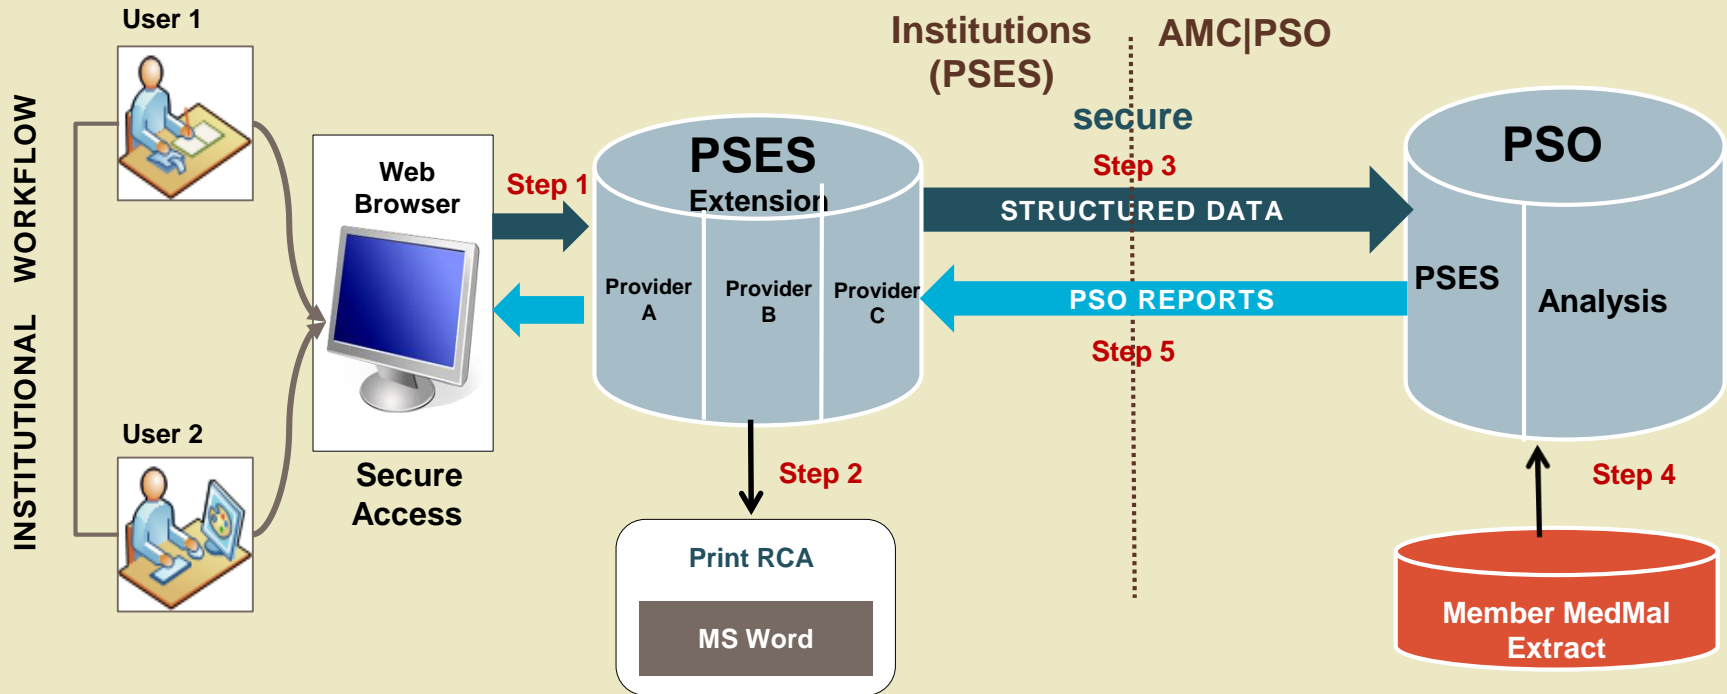 User 1
INSTITUTIONAL WORKFLOW
Web
Browser
Secure
Access
User 2
Step 1
PSES
Extension
Provider
A
Provider
B
Provider
C
Step 2
Print RCA
MS Word
Institutions
(PSES)
AMC|PSO
secure
Step 3
STRUCTURED DATA
PSO REPORTS
Step 5
PSO
PSES
Analysis
Step 4
Member MedMal
Extract